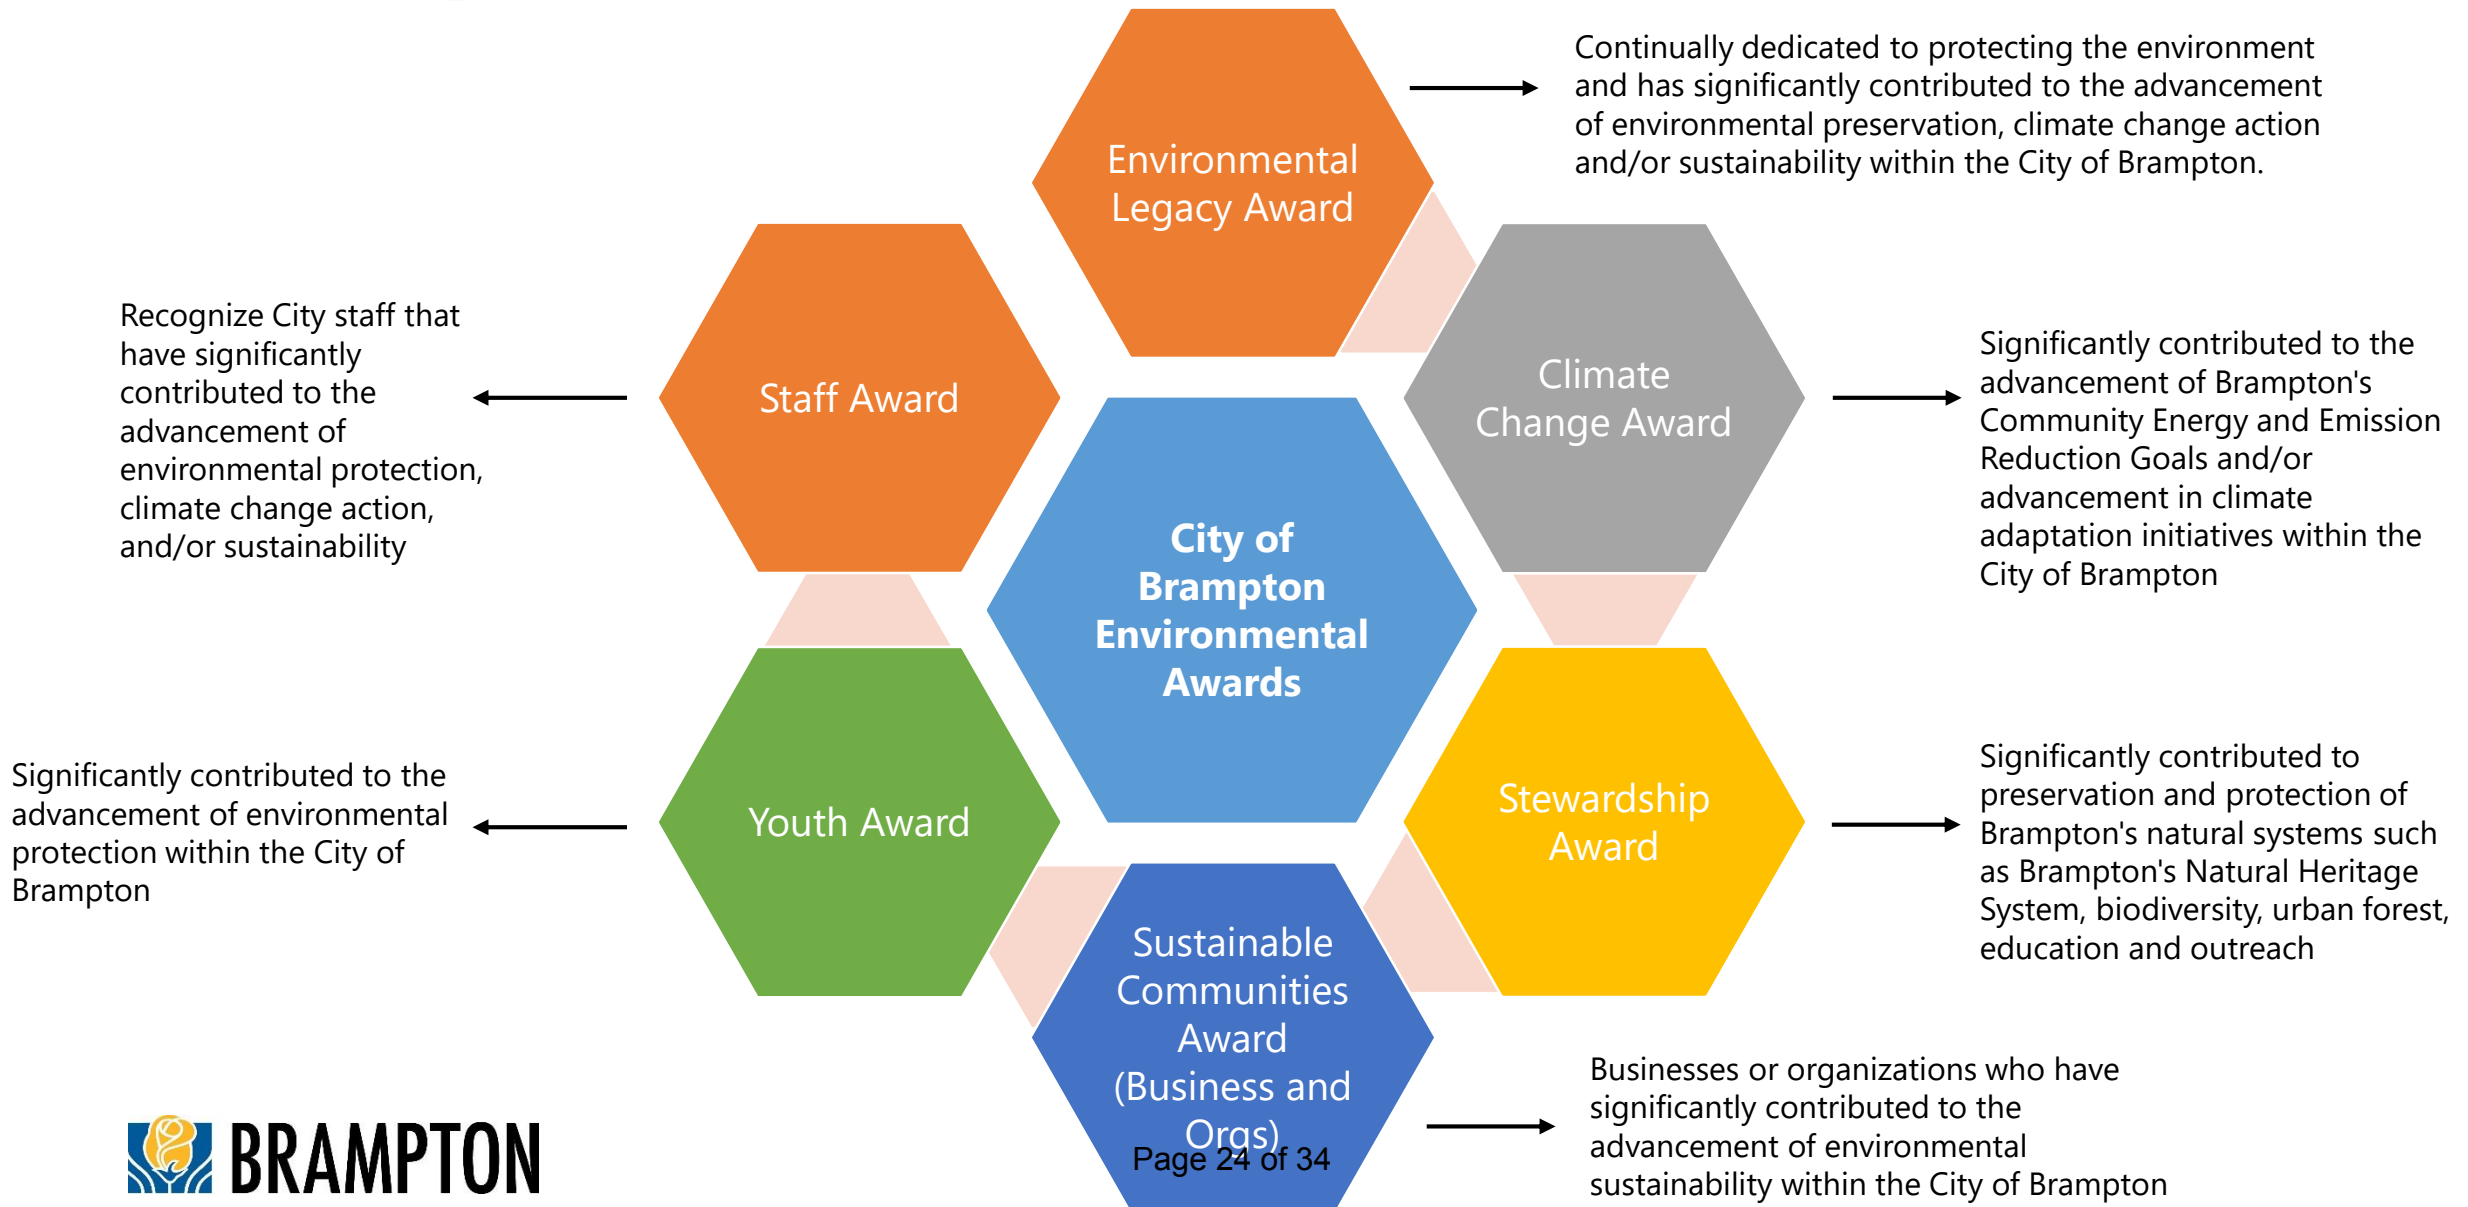 Continually dedicated to protecting the environment
and has significantly contributed to the advancement
of environmental preservation, climate change action
and/or sustainability within the City of Brampton.
Environmental
Legacy Award
Recognize City staff that
have significantly
contributed to the
advancement of
environmental protection,
climate change action,
and/or sustainability
Staff Award
Climate
Change Award
Significantly contributed to the
advancement of Brampton's
Community Energy and Emission
Reduction Goals and/or
advancement in climate
adaptation initiatives within the
City of Brampton
City of
Brampton
Environmental
Awards
Significantly contributed to the
advancement of environmental
protection within the City of
Brampton
Youth Award
Stewardship
Award
Significantly contributed to
preservation and protection of
Brampton's natural systems such
as Brampton's Natural Heritage
System, biodiversity, urban forest,
education and outreach
Sustainable
Communities
Award
(Business and
Orgs)
Page 24 of 34
Businesses or organizations who have
significantly contributed to the
advancement of environmental
sustainability within the City of Brampton
BRAMPTON